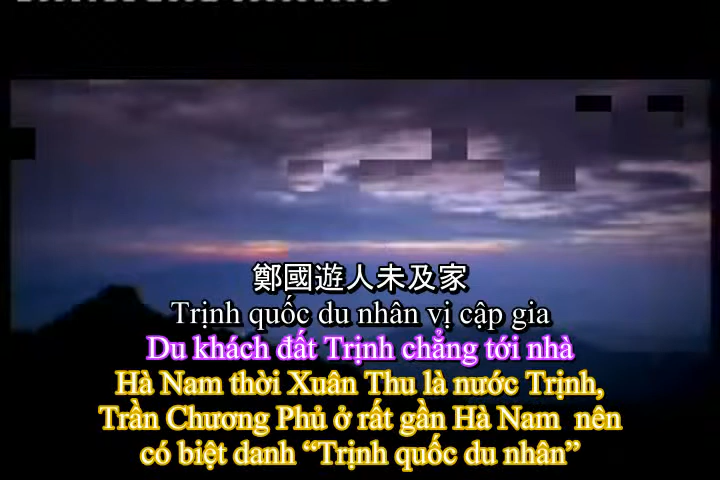 鄭國遊人未及家
Trịnh quốc du nhân vị cập gia
Du khách đất Trịnh chẳng tới nhà
Hà Nam thời Xuân Thu là nước Trịnh,
Trần Chương Phủ ở rất gần Hà Nam nên
có biệt danh “Trịnh quốc du nhân”